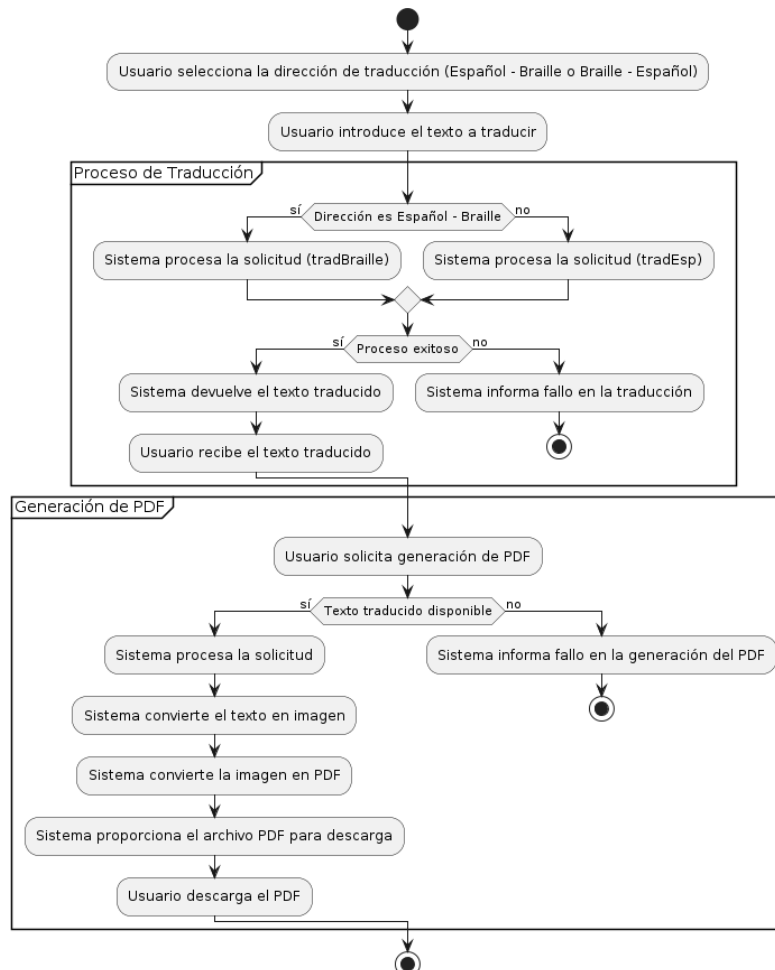 Usuario selecciona la dirección de traducción (Español - Braille o Braille - Español)
Usuario introduce el texto a traducir
Proceso de Traducción
sí
Dirección es Español - Braille
no
Sistema procesa la solicitud (tradBraille)
Sistema procesa la solicitud (tradEsp)
sí
Proceso exitoso
no
Sistema devuelve el texto traducido
Sistema informa fallo en la traducción
Usuario recibe el texto traducido
Generación de PDF
Usuario solicita generación de PDF
sí
Texto traducido disponible
no
Sistema procesa la solicitud
Sistema informa fallo en la generación del PDF
Sistema convierte el texto en imagen
Sistema convierte la imagen en PDF
Sistema proporciona el archivo PDF para descarga
Usuario descarga el PDF